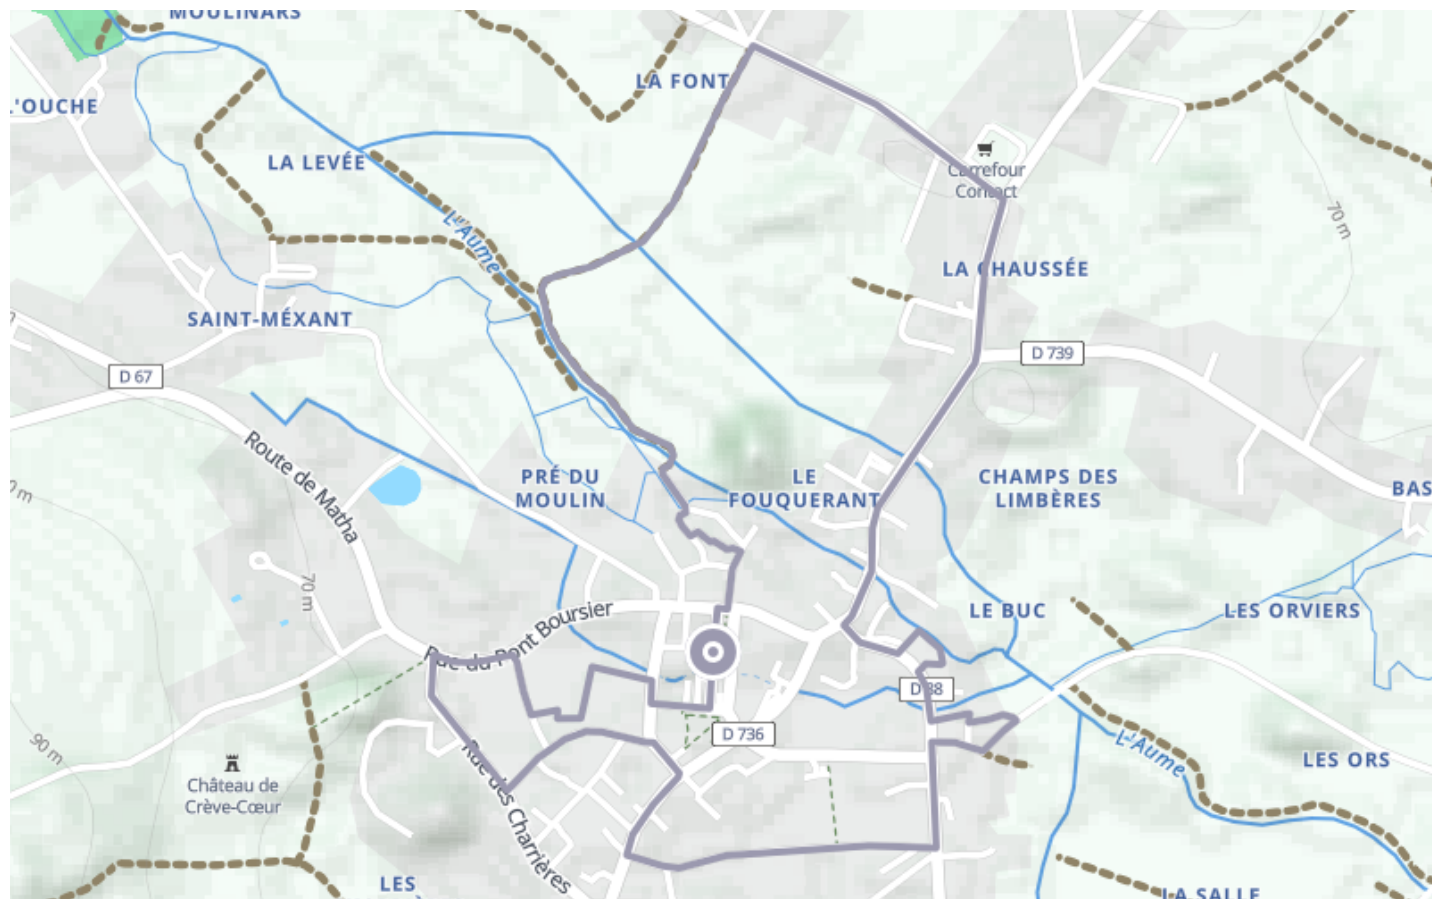 MOULINARS
LA FONT
L'OUCHE
LA LEVÉE
Carrefour
Contact
L'Aume
70 m
LA CHAUSSÉE
SAINT-MÉXANT
D 739
D 67
Route de Matha
PRÉ DU
MOULIN
LE
FOUQUERANT
CHAMPS DES
LIMBÈRES
BAS
0 m
70 m
Rue du Pont Boursier
LE BUC
LES ORVIERS
D 88
D 736
90 m
L'Aume
Château de
Crève-Cœur
LES ORS
Rue des Charrières
LES
LA SALLE